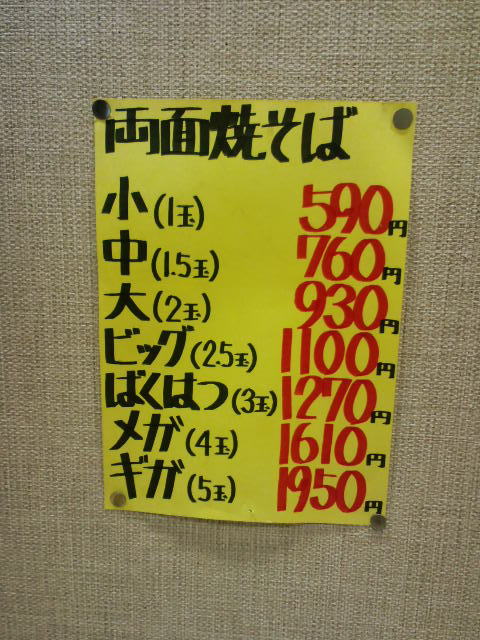 両面焼そば
小(1玉) 590円
中(1.5玉) 760円
大(2玉) 930円
ビッグ(2.5玉) 1100円
ばくはつ(3玉) 1270円
メガ(4玉) 1610円
ギガ(5玉) 1950円